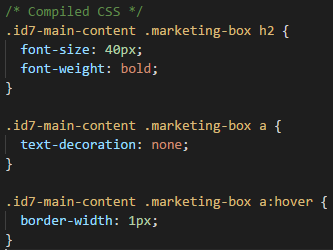 /* Compiled CSS */
.id7-main-content .marketing-box h2 {
  font-size: 40px;
  font-weight: bold;
}

.id7-main-content .marketing-box a {
  text-decoration: none;
}

.id7-main-content .marketing-box a:hover {
  border-width: 1px;
}